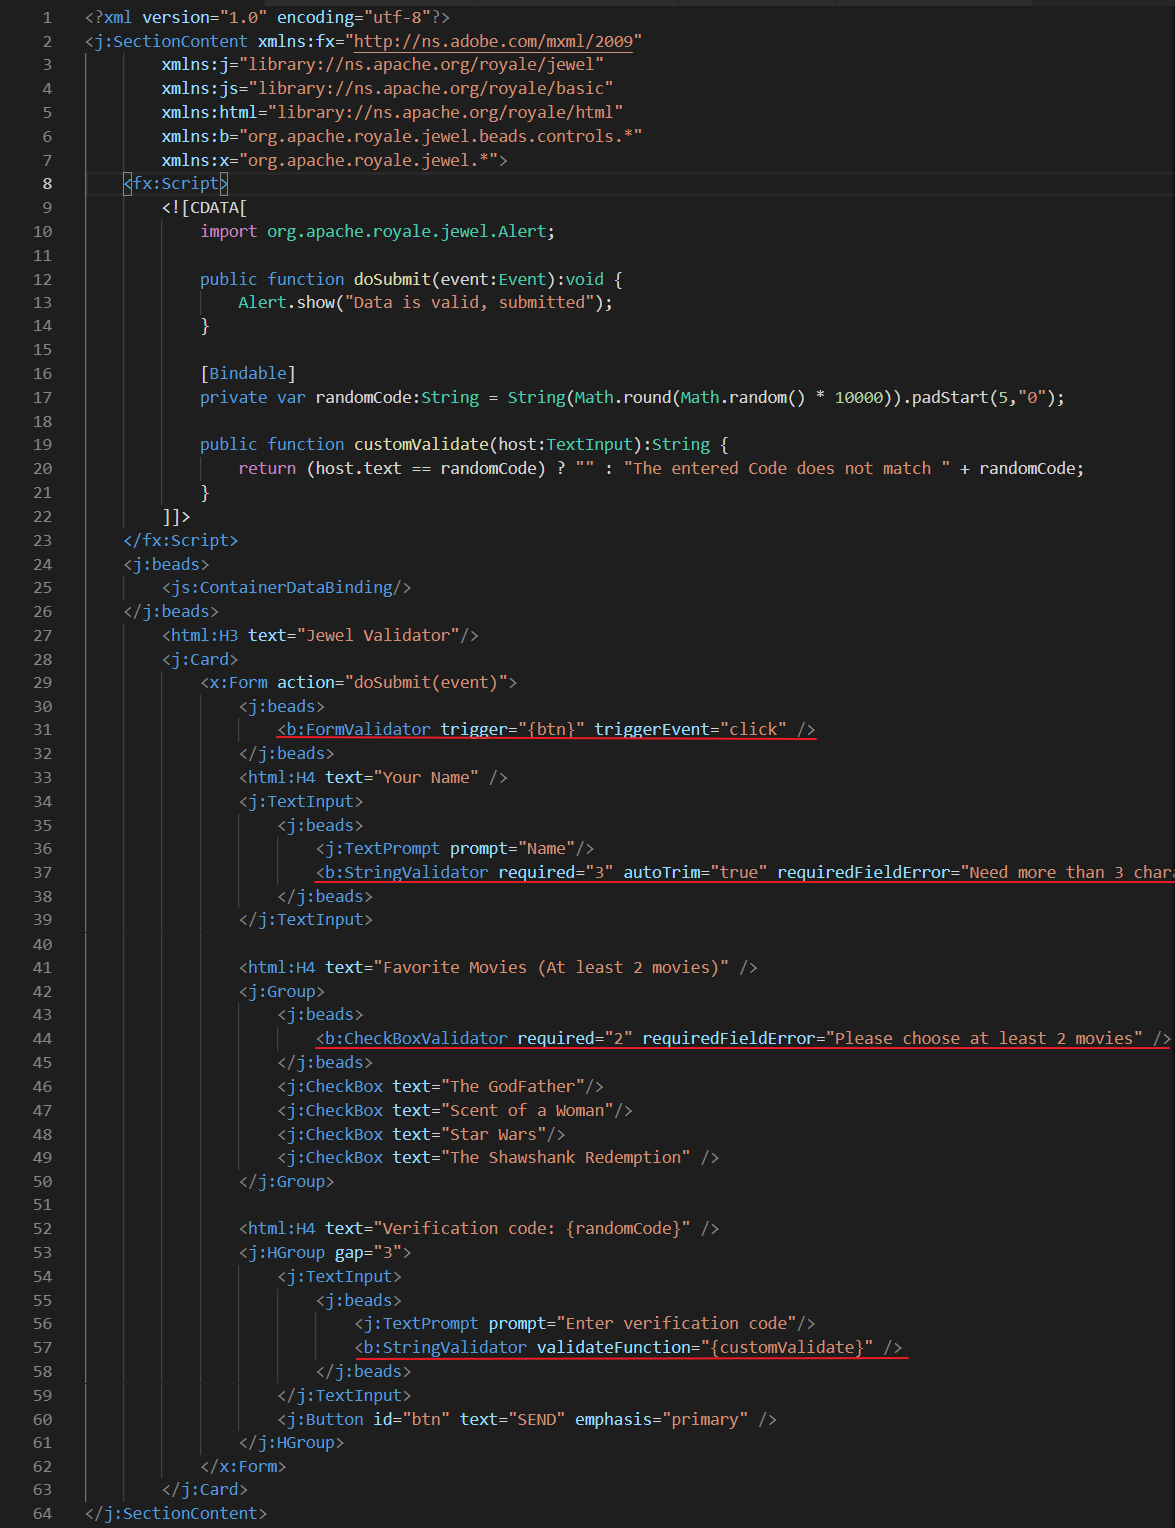 1 <?xml version="1.0" encoding="utf-8"?>
2 <j:SectionContent xmlns:fx="http://ns.adobe.com/mxml/2009"
3 xmlns:j="library://ns.apache.org/royale/jewel"
4 xmlns:js="library://ns.apache.org/royale/basic"
5 xmlns:html="library://ns.apache.org/royale/html"
6 xmlns:b="org.apache.royale.jewel.beads.controls.*"
7 xmlns:x="org.apache.royale.jewel.*">
8 <fx:Script>
9 <![CDATA[
10 import org.apache.royale.jewel.Alert;
11
12 public function doSubmit(event:Event):void {
13 Alert.show("Data is valid, submitted");
14 }
15
16 [Bindable]
17 private var randomCode:String = String(Math.round(Math.random() * 10000)).padStart(5,"0");
18
19 public function customValidate(host:TextInput):String {
20 return (host.text == randomCode) ? "" : "The entered Code does not match " + randomCode;
21 }
22 ]]>
23 </fx:Script>
24 <j:beads>
25 <js:ContainerDataBinding/>
26 </j:beads>
27 <html:H3 text="Jewel Validator"/>
28 <j:Card>
29 <x:Form action="doSubmit(event)">
30 <j:beads>
31 <b:FormValidator trigger="{btn}" triggerEvent="click" />
32 </j:beads>
33 <html:H4 text="Your Name" />
34 <j:TextInput>
35 <j:beads>
36 <j:TextPrompt prompt="Name"/>
37 <b:StringValidator required="3" autoTrim="true" requiredFieldError="Need more than 3 char
38 </j:beads>
39 </j:TextInput>
40
41 <html:H4 text="Favorite Movies (At least 2 movies)" />
42 <j:Group>
43 <j:beads>
44 <b:CheckBoxValidator required="2" requiredFieldError="Please choose at least 2 movies" />
45 </j:beads>
46 <j:CheckBox text="The GodFather"/>
47 <j:CheckBox text="Scent of a Woman"/>
48 <j:CheckBox text="Star Wars"/>
49 <j:CheckBox text="The Shawshank Redemption" />
50 </j:Group>
51
52 <html:H4 text="Verification code: {randomCode}" />
53 <j:HGroup gap="3">
54 <j:TextInput>
55 <j:beads>
56 <j:TextPrompt prompt="Enter verification code"/>
57 <b:StringValidator validateFunction="{customValidate}" />
58 </j:beads>
59 </j:TextInput>
60 <j:Button id="btn" text="SEND" emphasis="primary" />
61 </j:HGroup>
62 </x:Form>
63 </j:Card>
64 </j:SectionContent>